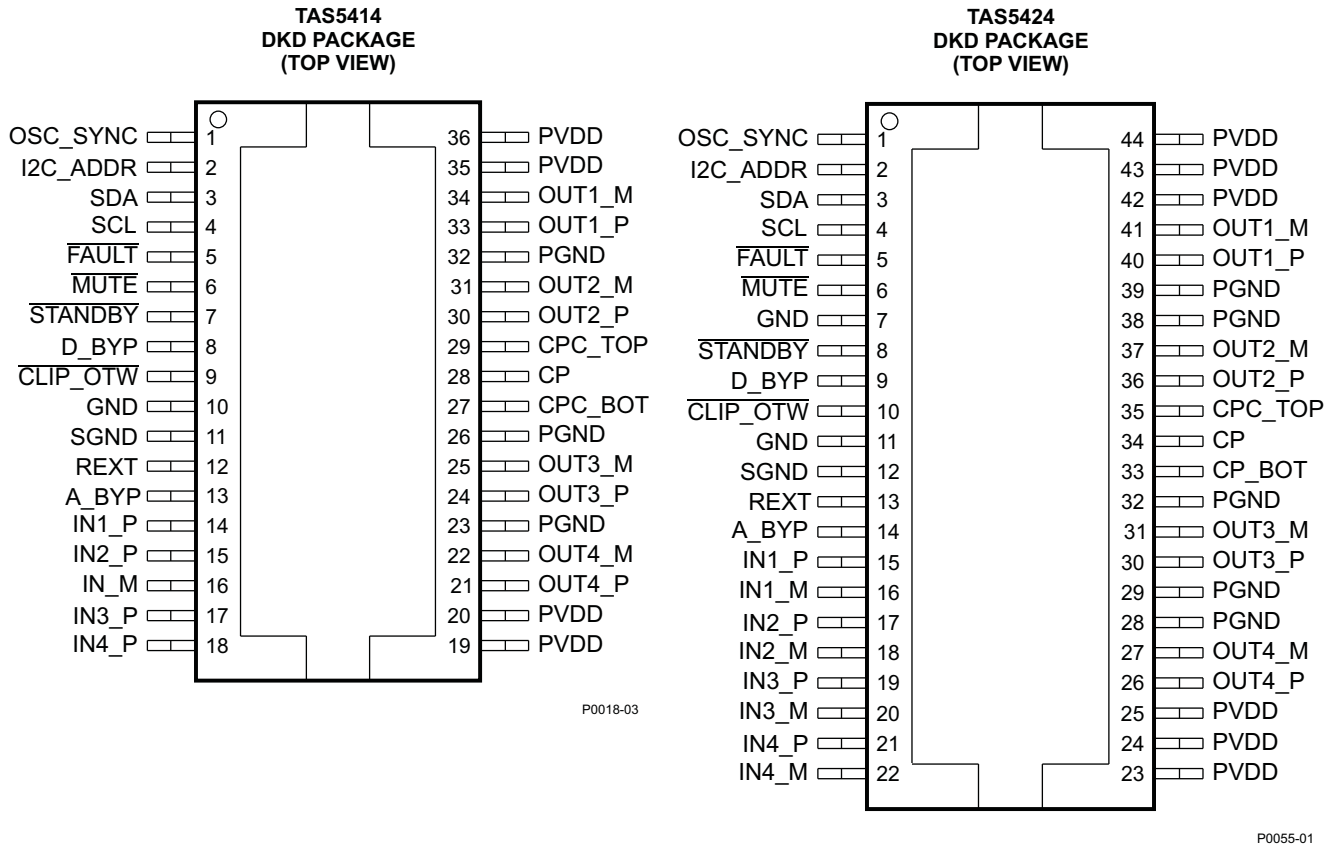 TAS5414
DKD PACKAGE
(TOP VIEW)
OSC_SYNC 1 36 PVDD
I2C_ADDR 2 35 PVDD
SDA 3 34 OUT1_M
SCL 4 33 OUT1_P
FAULT 5 32 PGND
MUTE 6 31 OUT2_M
STANDBY 7 30 OUT2_P
D_BYP 8 29 CPC_TOP
CLIP_OTW 9 28 CP
GND 10 27 CPC_BOT
SGND 11 26 PGND
REXT 12 25 OUT3_M
A_BYP 13 24 OUT3_P
IN1_P 14 23 PGND
IN2_P 15 22 OUT4_M
IN_M 16 21 OUT4_P
IN3_P 17 20 PVDD
IN4_P 18 19 PVDD
P0018-03
TAS5424
DKD PACKAGE
(TOP VIEW)
OSC_SYNC 1 44 PVDD
I2C_ADDR 2 43 PVDD
SDA 3 42 PVDD
SCL 4 41 OUT1_M
FAULT 5 40 OUT1_P
MUTE 6 39 PGND
GND 7 38 PGND
STANDBY 8 37 OUT2_M
D_BYP 9 36 OUT2_P
CLIP_OTW 10 35 CPC_TOP
GND 11 34 CP
SGND 12 33 CP_BOT
REXT 13 32 PGND
A_BYP 14 31 OUT3_M
IN1_P 15 30 OUT3_P
IN1_M 16 29 PGND
IN2_P 17 28 PGND
IN2_M 18 27 OUT4_M
IN3_P 19 26 OUT4_P
IN3_M 20 25 PVDD
IN4_P 21 24 PVDD
IN4_M 22 23 PVDD
P0055-01